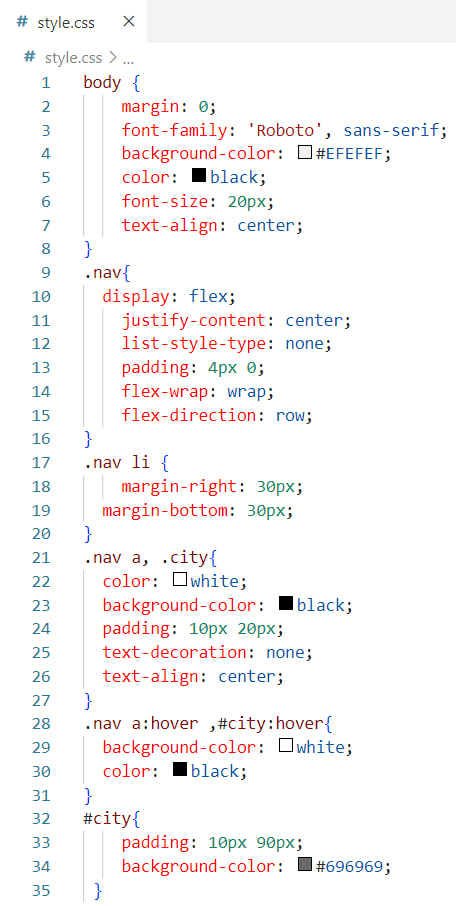 # style.css ×
# style.css > ...
1 body {
2 margin: 0;
3 font-family: 'Roboto', sans-serif;
4 background-color: #EFEFEF;
5 color: black;
6 font-size: 20px;
7 text-align: center;
8 }
9 .nav{
10 display: flex;
11 justify-content: center;
12 list-style-type: none;
13 padding: 4px 0;
14 flex-wrap: wrap;
15 flex-direction: row;
16 }
17 .nav li {
18 margin-right: 30px;
19 margin-bottom: 30px;
20 }
21 .nav a, .city{
22 color: white;
23 background-color: black;
24 padding: 10px 20px;
25 text-decoration: none;
26 text-align: center;
27 }
28 .nav a:hover ,#city:hover{
29 background-color: white;
30 color: black;
31 }
32 #city{
33 padding: 10px 90px;
34 background-color: #696969;
35 }